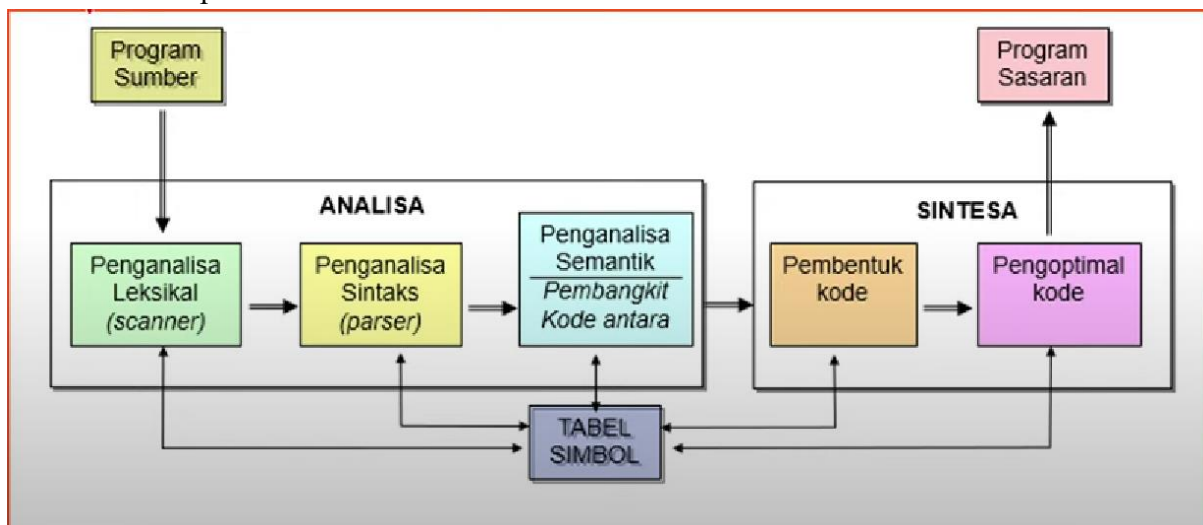 Program
Sumber
Program
Sasaran
ANALISA
SINTESA
Penganalisa
Leksikal
(scanner)
Penganalisa
Sintaks
(parser)
Penganalisa
Semantik
Pembangkit
Kode antara
Pembentuk
kode
Pengoptimal
kode
TABEL
SIMBOL